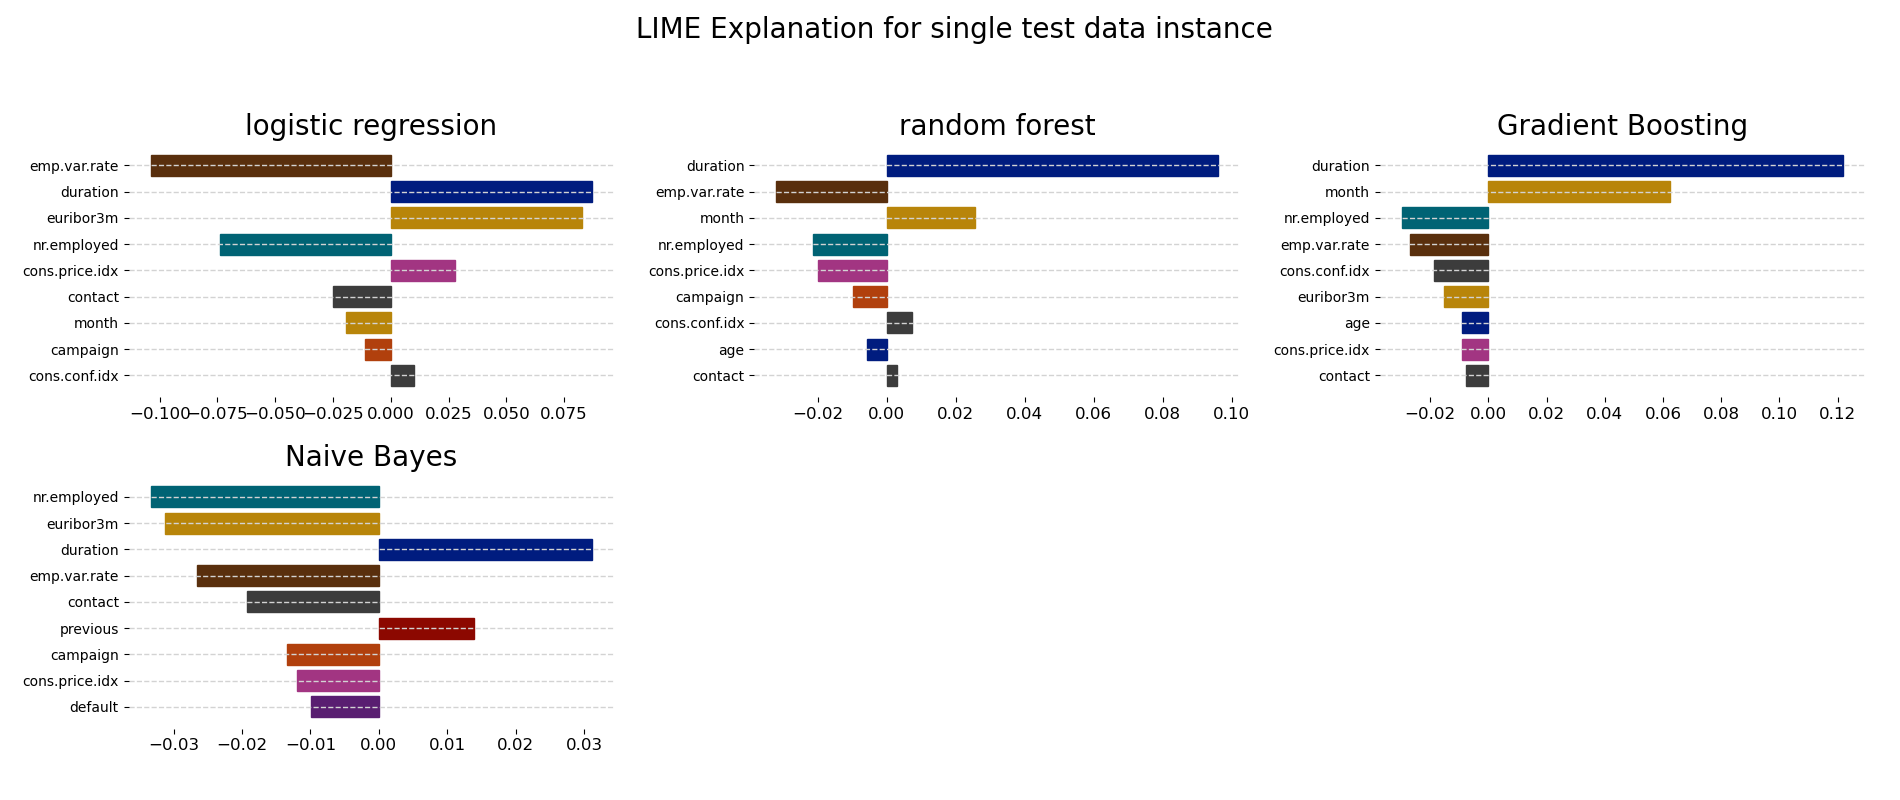 LIME Explanation for single test data instance
logistic regression
emp.var.rate
duration
euribor3m
nr.employed
cons.price.idx
contact
month
campaign
cons.conf.idx
−0.100 −0.075 −0.050 −0.025 0.000 0.025 0.050 0.075
random forest
duration
emp.var.rate
month
nr.employed
cons.price.idx
campaign
cons.conf.idx
age
contact
−0.02 0.00 0.02 0.04 0.06 0.08 0.10
Gradient Boosting
duration
month
nr.employed
emp.var.rate
cons.conf.idx
euribor3m
age
cons.price.idx
contact
−0.02 0.00 0.02 0.04 0.06 0.08 0.10 0.12
Naive Bayes
nr.employed
euribor3m
duration
emp.var.rate
contact
previous
campaign
cons.price.idx
default
−0.03 −0.02 −0.01 0.00 0.01 0.02 0.03